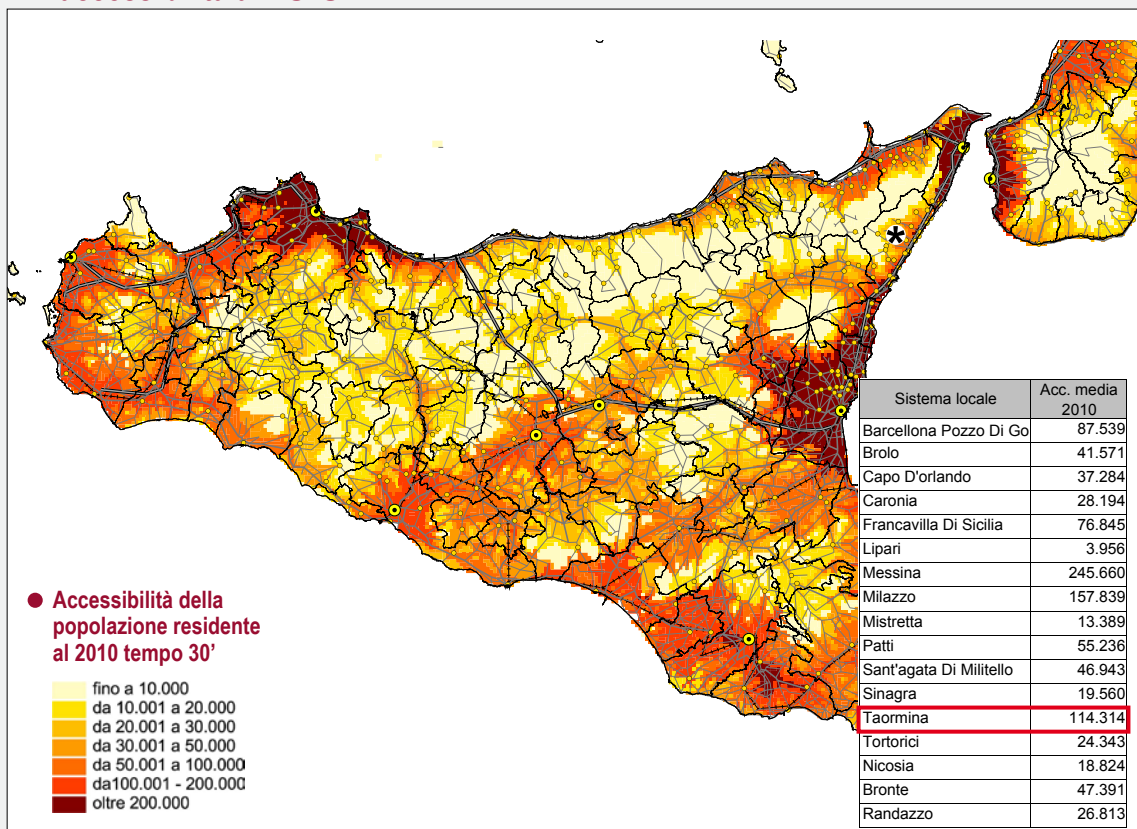 Sistema locale Acc. media 2010
Barcellona Pozzo Di Go 87.539
Brolo 41.571
Capo D'orlando 37.284
Caronia 28.194
Francavilla Di Sicilia 76.845
Lipari 3.956
Messina 245.660
Milazzo 157.839
Mistretta 13.389
Patti 55.236
Sant'agata Di Militello 46.943
Sinagra 19.560
Taormina 114.314
Tortorici 24.343
Nicosia 18.824
Bronte 47.391
Randazzo 26.813
Accessibilità della
popolazione residente
al 2010 tempo 30'
fino a 10.000
da 10.001 a 20.000
da 20.001 a 30.000
da 30.001 a 50.000
da 50.001 a 100.000
da100.001 - 200.000
oltre 200.000